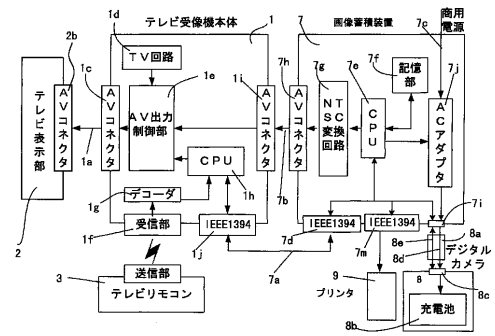 テレビ受像機本体
画像蓄積装置
商用
電源
1d
1
7
7c
2b
1c
TV回路
1e
1i
7h
7g
7e
7f
7j
記憶
部
テレビ表示部
AVコネクタ
AVコネクタ
AV出力
制御部
AVコネクタ
AVコネクタ
NTSC変換回路
CPU
ACアダプタ
1a
7b
CPU
1h
デコーダ
1g
受信部
1f
IEEE1394
1j
IEEE1394
7d
IEEE1394
7m
7i
8e
8d
8a
デジタル
カメラ
2
送信部
3
テレビリモコン
7a
9
プリンタ
8
8c
充電池
8b